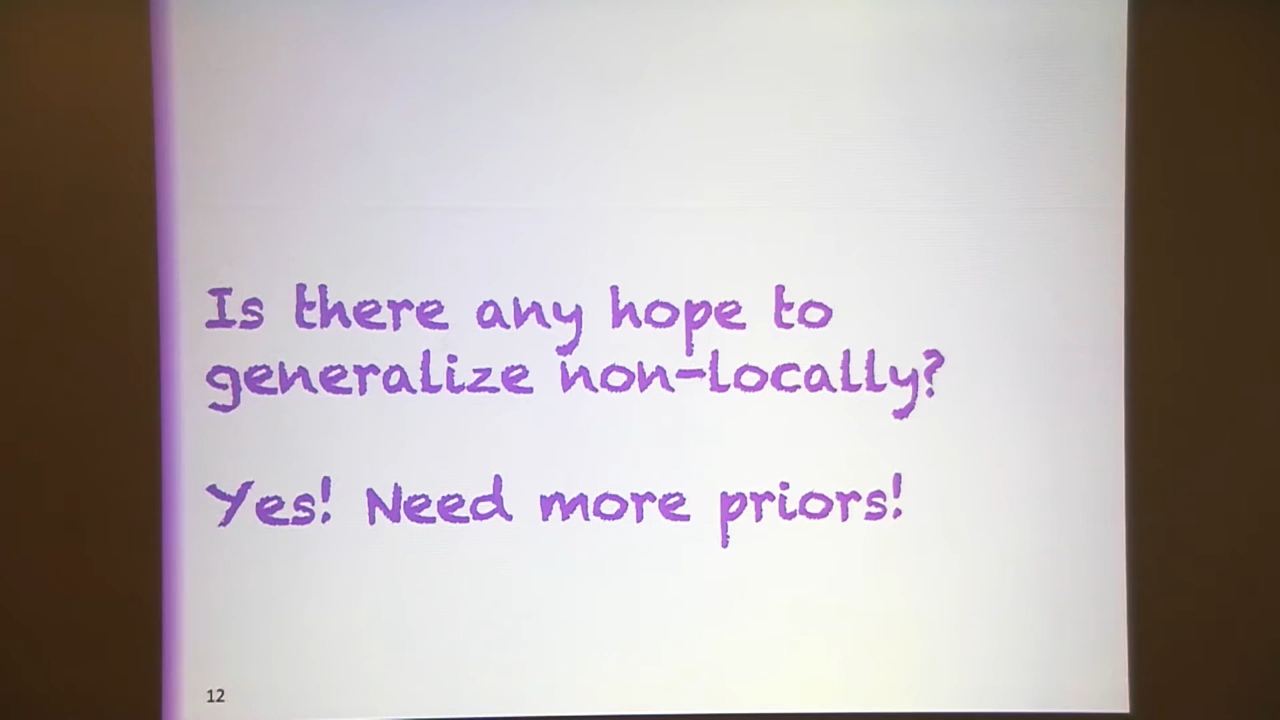 Is there any hope to
generalize non-locally?
Yes! Need more priors!
12